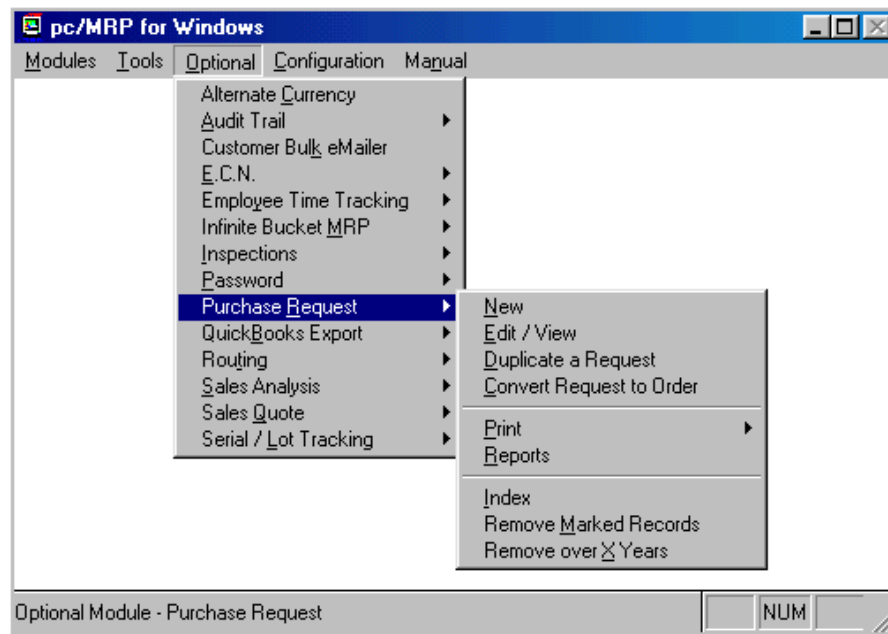 pc/MRP for Windows
Modules Tools Optional Configuration Manual
Alternate Currency
Audit Trail
Customer Bulk eMailer
E.C.N.
Employee Time Tracking
Infinite Bucket MRP
Inspections
Password
Purchase Request
QuickBooks Export
Routing
Sales Analysis
Sales Quote
Serial / Lot Tracking
New
Edit / View
Duplicate a Request
Convert Request to Order
Print
Reports
Index
Remove Marked Records
Remove over X Years
Optional Module - Purchase Request NUM